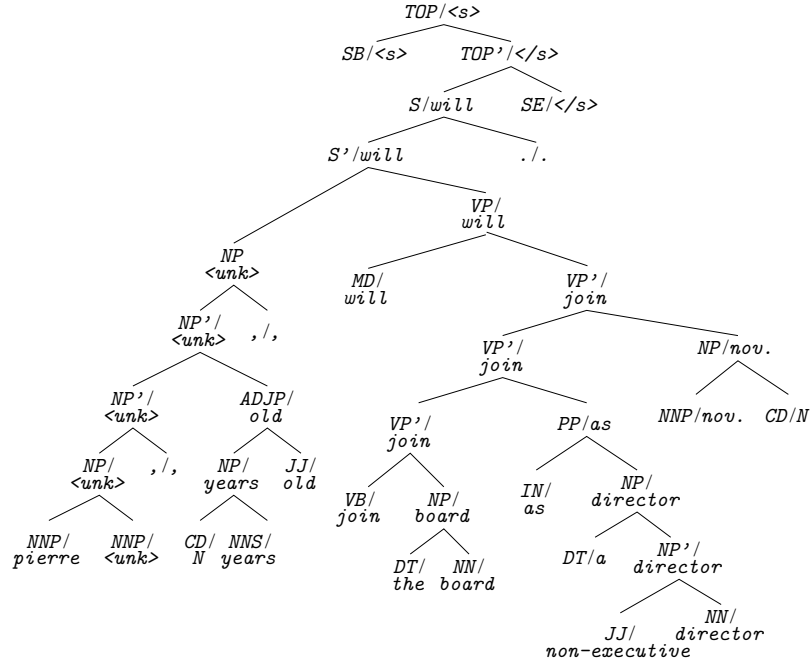 TOP/<s>
SB/<s> TOP'/</s>
S/will SE/</s>
S'/will ./.
VP/
will
NP
<unk>
MD/
will
VP'/
join
NP'/
<unk>
,/,
VP'/
join
NP/nov.
NP'/
<unk>
ADJP/
old
VP'/
join
PP/as
NNP/nov. CD/N
NP/
<unk>
,/,
NP/
years
JJ/
old
VB/
join
NP/
board
IN/
as
NP/
director
NNP/
pierre
NNP/
<unk>
CD/
N
NNS/
years
DT/
the
NN/
board
DT/a
NP'/
director
JJ/
non-executive
NN/
director